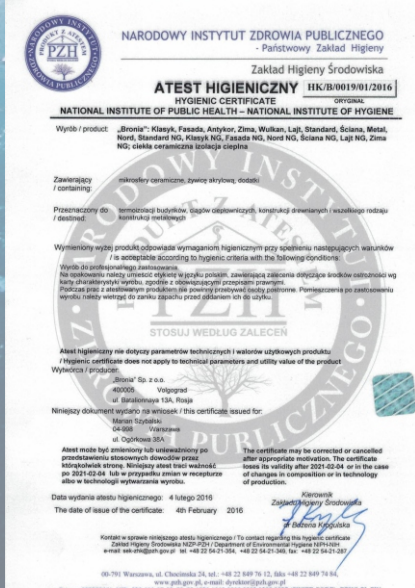 NARODOWY INSTYTUT ZDROWIA PUBLICZNEGO
- Państwowy Zakład Higieny
Zakład Higieny Środowiska
ATEST HIGIENICZNY HK/B/0019/01/2016
HYGIENIC CERTIFICATE ORYGINAŁ
NATIONAL INSTITUTE OF PUBLIC HEALTH – NATIONAL INSTITUTE OF HYGIENE
Wyrób / product: „Bronia”: Klasyk, Fasada, Antykor, Zima, Wulkan, Lajt, Standard, Ściana, Metal,
Nord, Standard NG, Klasyk NG, Fasada NG, Nord NG, Ściana NG, Lajt NG, Zima
NG; ciekła ceramiczna izolacja cieplna
Zawierający mikrosfery ceramiczne, żywicę akrylową, dodatki
/ containing:
Przeznaczony do termoizolacji budynków, ciągów ciepłowniczych, konstrukcji drewnianych i wszelkiego rodzaju
/ destined: konstrukcji metalowych
Wymieniony wyżej produkt odpowiada wymaganiom higienicznym przy spełnieniu następujących warunków
/ is acceptable according to hygienic criteria with the following conditions:
Wyrób do profesjonalnego zastosowania.
Na opakowaniu należy umieścić etykietę w języku polskim, zawierającą zalecenia dotyczące środków ostrożności wg
karty charakterystyki wyrobu, zgodnie z obowiązującymi przepisami prawnymi.
Podczas prac z atestowanym produktem nie powinny przebywać osoby postronne. Pomieszczenia po zastosowaniu
wyrobu należy wietrzyć do zaniku zapachu przed oddaniem ich do użytku.
PZH
STOSUJ WEDŁUG ZALECEŃ
Atest higieniczny nie dotyczy parametrów technicznych i walorów użytkowych produktu
/ Hygienic certificate does not apply to technical parameters and utility value of the product
Wytwórca / producer:
„Bronia” Sp. z o.o.
400005 Volgograd
ul. Batalionnaya 13A, Rosja
Niniejszy dokument wydano na wniosek / this certificate issued for:
Marian Szybalski
04-998 Warszawa
ul. Ogórkowa 38A
Atest może być zmieniony lub unieważniony po
przedstawieniu stosownych dowodów przez
którąkolwiek stronę. Niniejszy atest traci ważność
po 2021-02-04 lub w przypadku zmian w recepturze
albo w technologii wytwarzania wyrobu.
The certificate may be corrected or cancelled
after appropriate motivation. The certificate
loses its validity after 2021-02-04 or in the case
of changes in composition or in technology
of production.
Data wydania atestu higienicznego: 4 lutego 2016
The date of issue of the certificate: 4th February 2016
Kierownik
Zakładu Higieny Środowiska
dr Bożena Krogulska
Kontakt w sprawie niniejszego atestu higienicznego / To contact regarding this hygienic certificate
Zakład Higieny Środowiska NIZP-PZH / Department of Environmental Hygiene NIPH-NIH
e-mail: sek-zhk@pzh.gov.pl tel. +48 22 54-21-354, +48 22 54-21-349, fax: +48 22 54-21-287
00-791 Warszawa, ul. Chocimska 24, tel.: +48 22 849 76 12, faks +48 22 849 74 84,
www.pzh.gov.pl, e-mail: dyrektor@pzh.gov.pl